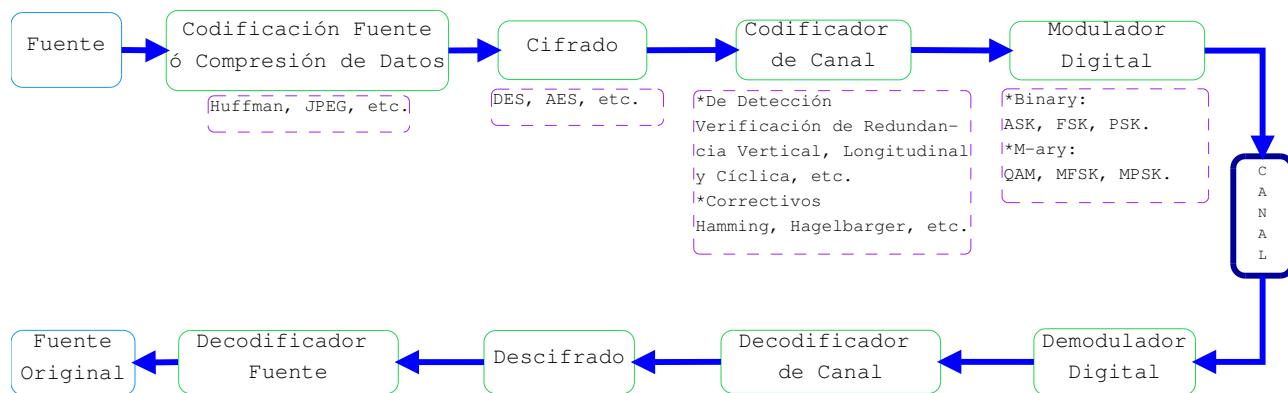 Fuente
Codificación Fuente
ó Compresión de Datos
Cifrado
Codificador
de Canal
Modulador
Digital
Huffman, JPEG, etc.
DES, AES, etc.
*De Detección
Verificación de Redundan-
cia Vertical, Longitudinal
y Cíclica, etc.
*Correctivos
Hamming, Hagelbarger, etc.
*Binary:
ASK, FSK, PSK.
*M-ary:
QAM, MFSK, MPSK.
C
A
N
A
L
Fuente
Original
Decodificador
Fuente
Descifrado
Decodificador
de Canal
Demodulador
Digital